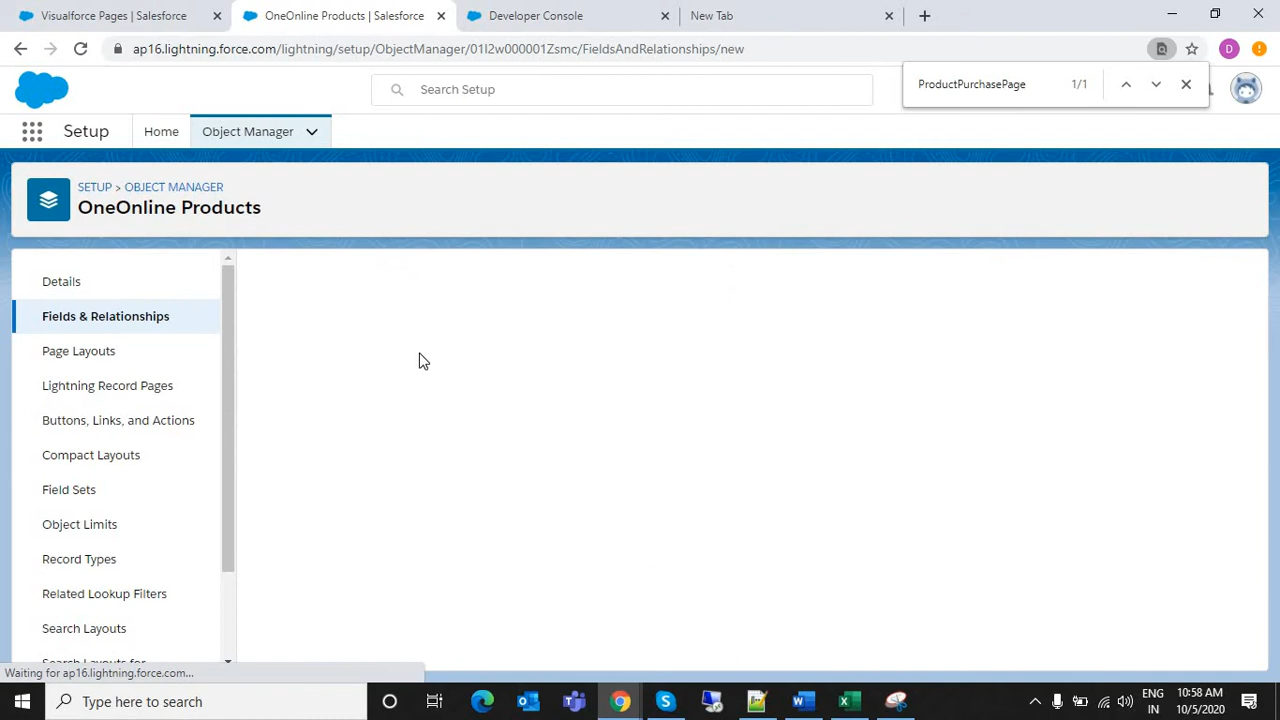 Visualforce Pages | Salesforce
OneOnline Products | Salesforce
Developer Console
New Tab
ap16.lightning.force.com/lightning/setup/ObjectManager/01I2w000001Zsmc/FieldsAndRelationships/new
D
Search Setup
ProductPurchasePage 1/1
Setup
Home
Object Manager
SETUP > OBJECT MANAGER
OneOnline Products
Details
Fields & Relationships
Page Layouts
Lightning Record Pages
Buttons, Links, and Actions
Compact Layouts
Field Sets
Object Limits
Record Types
Related Lookup Filters
Search Layouts
Search Layouts for
Waiting for ap16.lightning.force.com...
Type here to search
ENG
IN
10:58 AM
10/5/2020